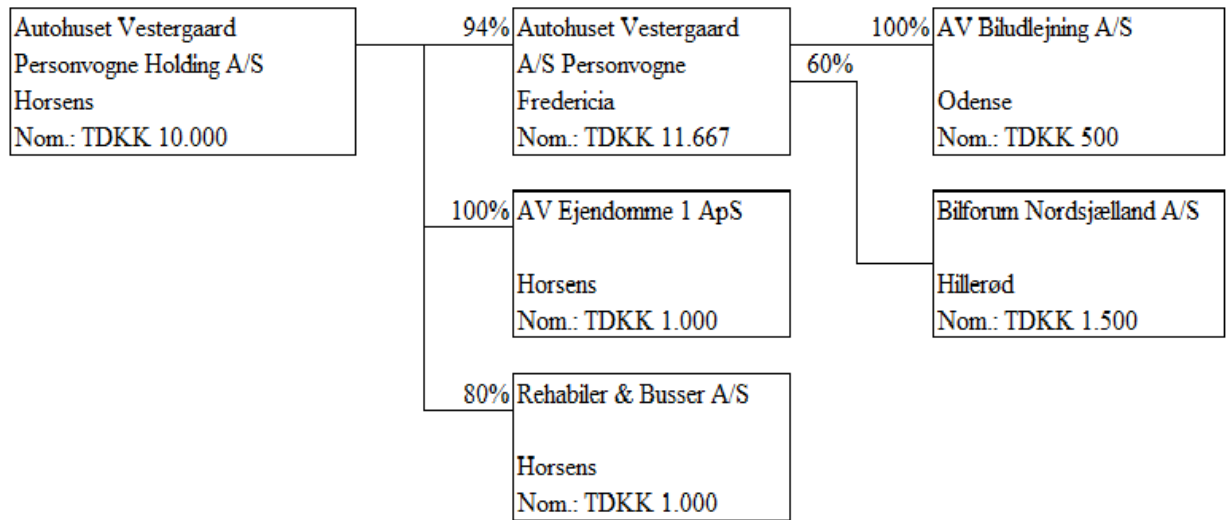 Autohuset Vestergaard
Personvogne Holding A/S
Horsens
Nom.: TDKK 10.000
94%
Autohuset Vestergaard
A/S Personvogne
Fredericia
Nom.: TDKK 11.667
100%
AV Biludlejning A/S
Odense
Nom.: TDKK 500
60%
Bilforum Nordsjælland A/S
Hillerød
Nom.: TDKK 1.500
100%
AV Ejendomme 1 ApS
Horsens
Nom.: TDKK 1.000
80%
Rehabiler & Busser A/S
Horsens
Nom.: TDKK 1.000